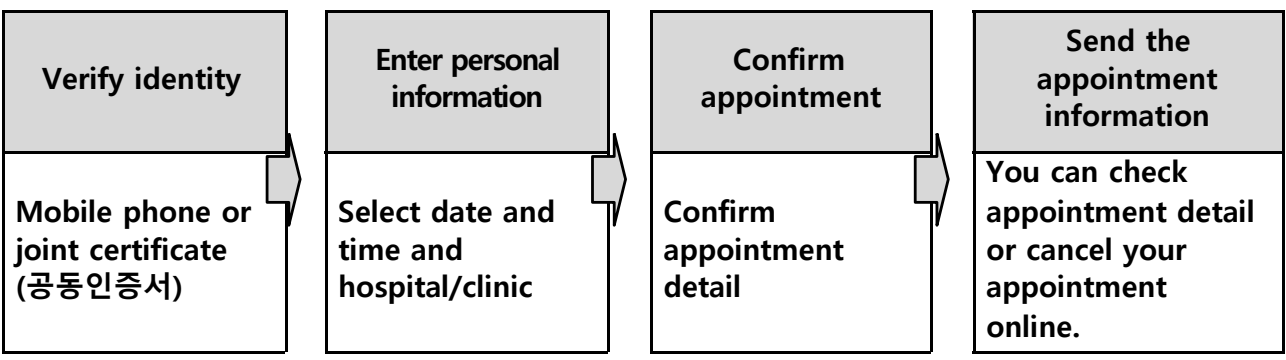 Verify identity
Mobile phone or
joint certificate
(공동인증서)
Enter personal
information
Select date and
time and
hospital/clinic
Confirm
appointment
Confirm
appointment
detail
Send the
appointment
information
You can check
appointment detail
or cancel your
appointment
online.